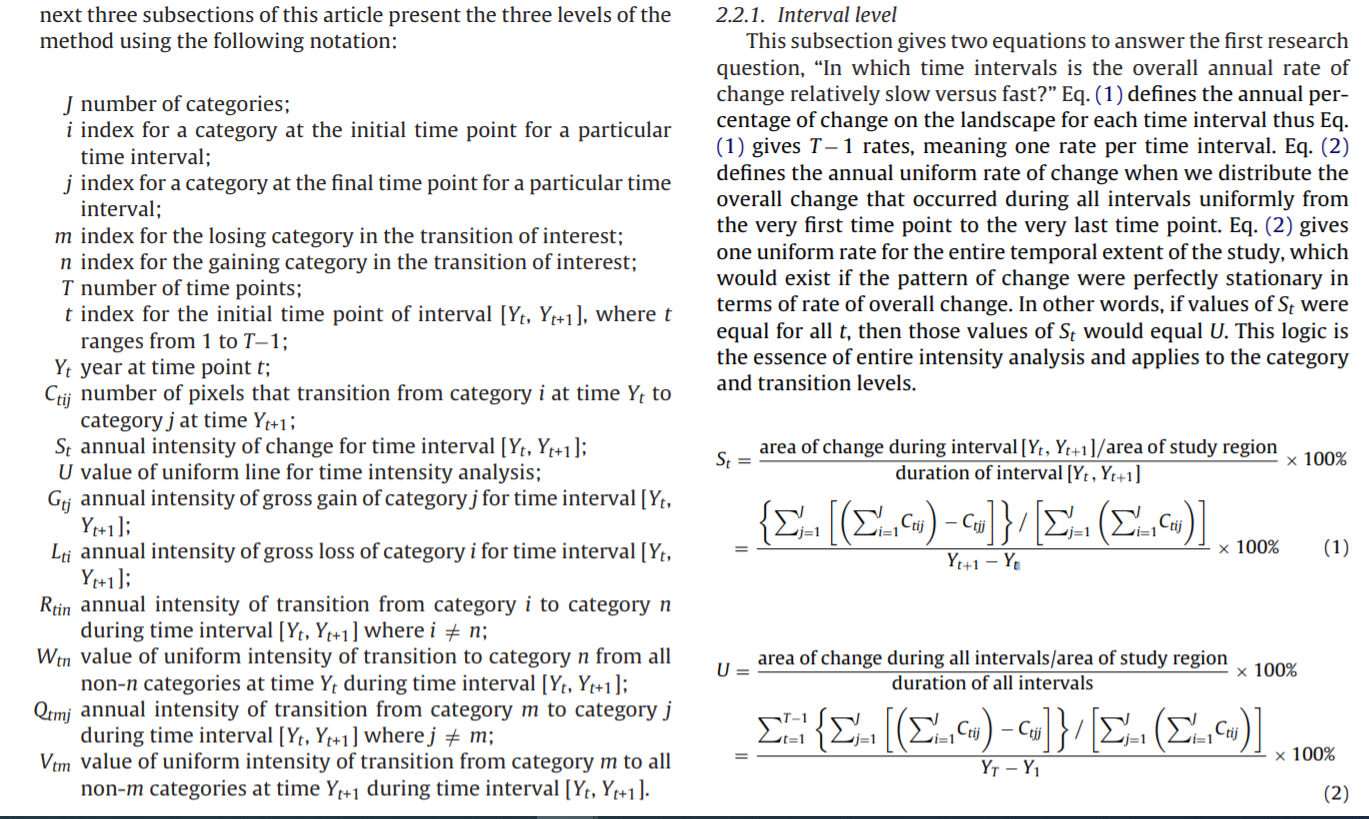 next three subsections of this article present the three levels of the
method using the following notation:
J number of categories;
i index for a category at the initial time point for a particular
time interval;
j index for a category at the final time point for a particular time
interval;
m index for the losing category in the transition of interest;
n index for the gaining category in the transition of interest;
T number of time points;
t index for the initial time point of interval [Yt, Yt+1], where t
ranges from 1 to T–1;
Yt year at time point t;
Ctij number of pixels that transition from category i at time Yt to
category j at time Yt+1;
St annual intensity of change for time interval [Yt, Yt+1];
U value of uniform line for time intensity analysis;
Gtj annual intensity of gross gain of category j for time interval [Yt,
Yt+1];
Lti annual intensity of gross loss of category i for time interval [Yt,
Yt+1];
Rtin annual intensity of transition from category i to category n
during time interval [Yt, Yt+1] where i ≠ n;
Wtn value of uniform intensity of transition to category n from all
non-n categories at time Yt during time interval [Yt, Yt+1];
Qtmj annual intensity of transition from category m to category j
during time interval [Yt, Yt+1] where j ≠ m;
Vtm value of uniform intensity of transition from category m to all
non-m categories at time Yt+1 during time interval [Yt, Yt+1].
2.2.1. Interval level
This subsection gives two equations to answer the first research
question, “In which time intervals is the overall annual rate of
change relatively slow versus fast?” Eq. (1) defines the annual per-
centage of change on the landscape for each time interval thus Eq.
(1) gives T – 1 rates, meaning one rate per time interval. Eq. (2)
defines the annual uniform rate of change when we distribute the
overall change that occurred during all intervals uniformly from
the very first time point to the very last time point. Eq. (2) gives
one uniform rate for the entire temporal extent of the study, which
would exist if the pattern of change were perfectly stationary in
terms of rate of overall change. In other words, if values of St were
equal for all t, then those values of St would equal U. This logic is
the essence of entire intensity analysis and applies to the category
and transition levels.
St = area of change during interval [Yt, Yt+1]/area of study region × 100%
duration of interval [Yt, Yt+1]
= {∑J j=1 [(∑J i=1 Ctij) − Ctjj]} / [∑J j=1 (∑J i=1 Ctij)] × 100% (1)
Yt+1 − Yt
U = area of change during all intervals/area of study region × 100%
duration of all intervals
= ∑T−1 t=1 {∑J j=1 [(∑J i=1 Ctij) − Ctjj]} / [∑J j=1 (∑J i=1 Ctij)] × 100%
YT − Y1
(2)